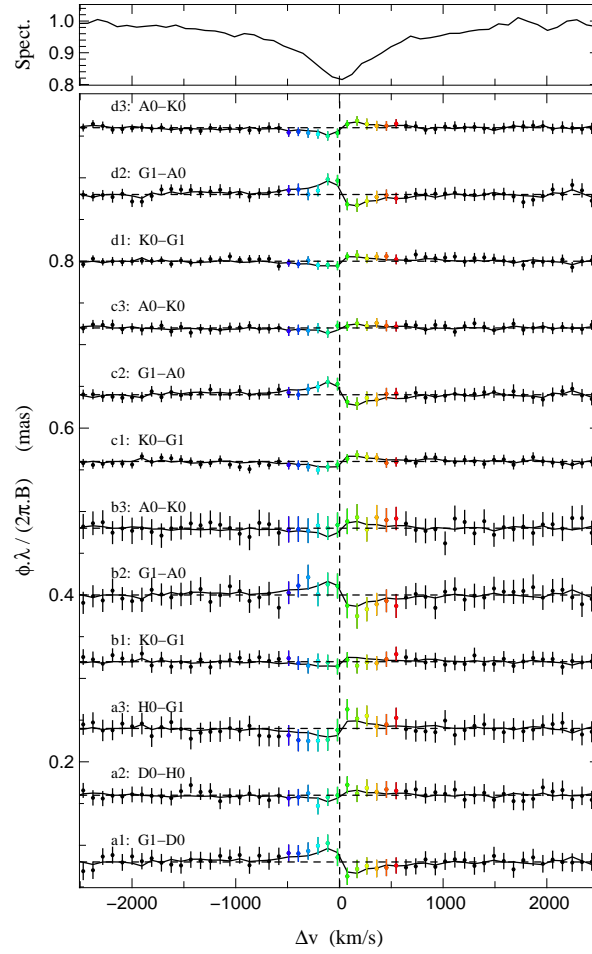 Spect.
1.0
0.9
0.8
d3: A0−K0
d2: G1−A0
d1: K0−G1
c3: A0−K0
c2: G1−A0
c1: K0−G1
b3: A0−K0
b2: G1−A0
b1: K0−G1
a3: H0−G1
a2: D0−H0
a1: G1−D0
0.8
0.6
0.4
0.2
φ.λ / (2π.B) (mas)
−2000 −1000 0 1000 2000
Δv (km/s)